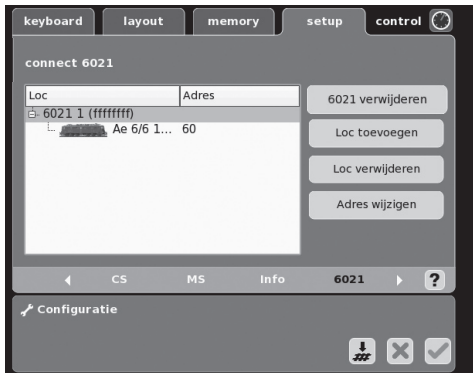 keyboard layout memory setup control
connect 6021
Loc Adres
6021 1 (ffffffff)
Ae 6/6 1... 60
6021 verwijderen
Loc toevoegen
Loc verwijderen
Adres wijzigen
CS MS Info 6021 ?
Configuratie